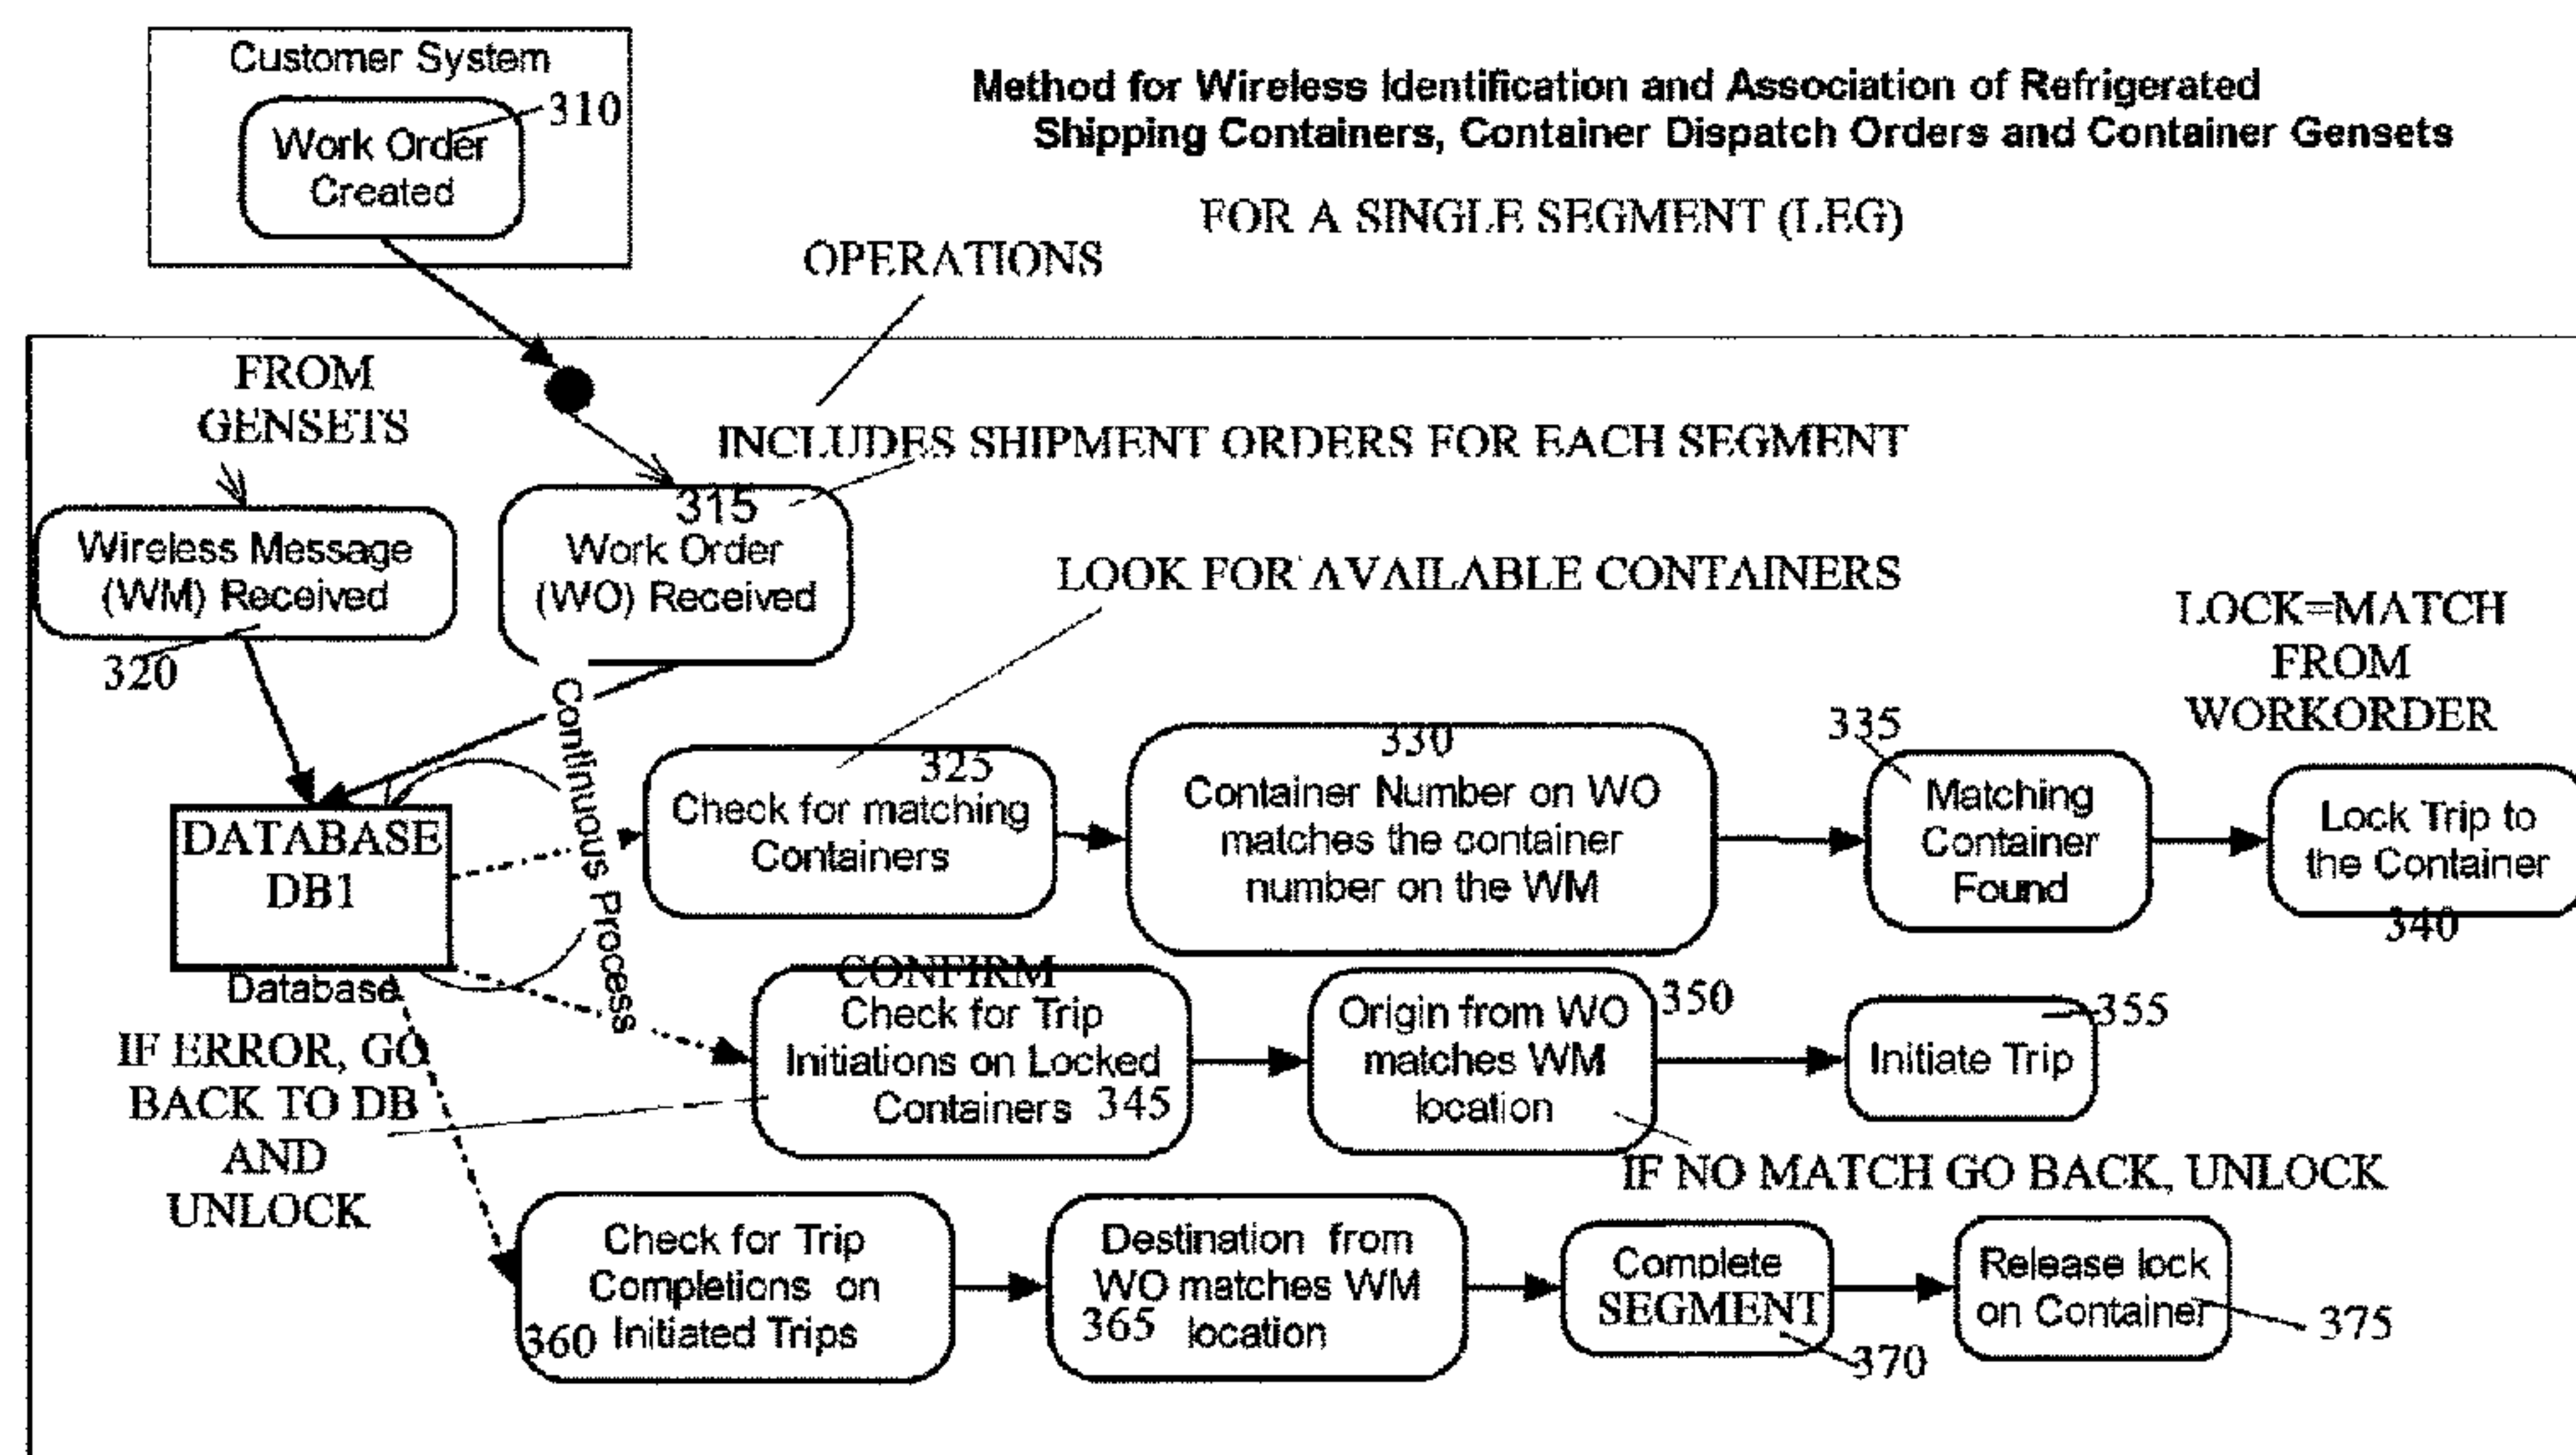 Customer System
310
Work Order
Created
Method for Wireless Identification and Association of Refrigerated
Shipping Containers, Container Dispatch Orders and Container Gensets
FOR A SINGLE SEGMENT (LEG)
OPERATIONS
FROM
GENSETS
INCLUDES SHIPMENT ORDERS FOR EACH SEGMENT
Wireless Message
(WM) Received
320
315
Work Order
(WO) Received
LOOK FOR AVAILABLE CONTAINERS
LOCK=MATCH
FROM
WORKORDER
Continuous Process
DATABASE
DB1
Database
325
Check for matching
Containers
330
Container Number on WO
matches the container
number on the WM
335
Matching
Container
Found
Lock Trip to
the Container
340
CONFIRM
Check for Trip
Initiations on Locked
Containers 345
Origin from WO
matches WM
location
350
355
Initiate Trip
IF ERROR, GO
BACK TO DB
AND
UNLOCK
IF NO MATCH GO BACK, UNLOCK
Check for Trip
Completions on
Initiated Trips
360
Destination from
WO matches WM
location
365
Complete
SEGMENT
370
Release lock
on Container
375